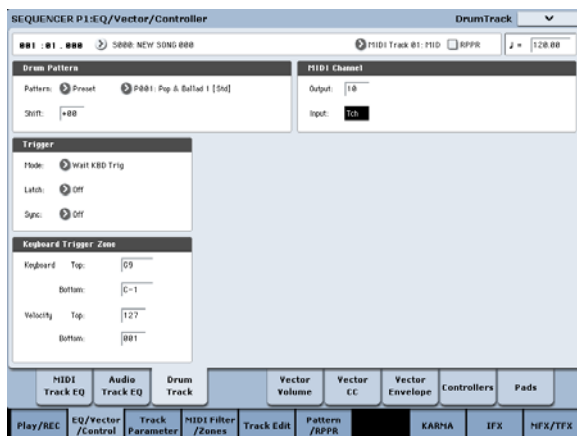 SEQUENCER P1:EQ/Vector/Controller DrumTrack
001 :01 .000 S000: NEW SONG 000 MIDI Track 01: MID RPPR ♩ = 120.00
Drum Pattern
Pattern: Preset P001: Pop & Ballad 1 [Std]
Shift: +00
MIDI Channel
Output: 10
Input: Tch
Trigger
Mode: Wait KBD Trig
Latch: Off
Sync: Off
Keyboard Trigger Zone
Keyboard Top: G9
Bottom: C-1
Velocity Top: 127
Bottom: 001
MIDI Track EQ Audio Track EQ Drum Track Vector Volume Vector CC Vector Envelope Controllers Pads
Play/REC EQ/Vector /Control Track Parameter MIDI Filter /Zones Track Edit Pattern /RPPR KARMA IFX MFX/TFX